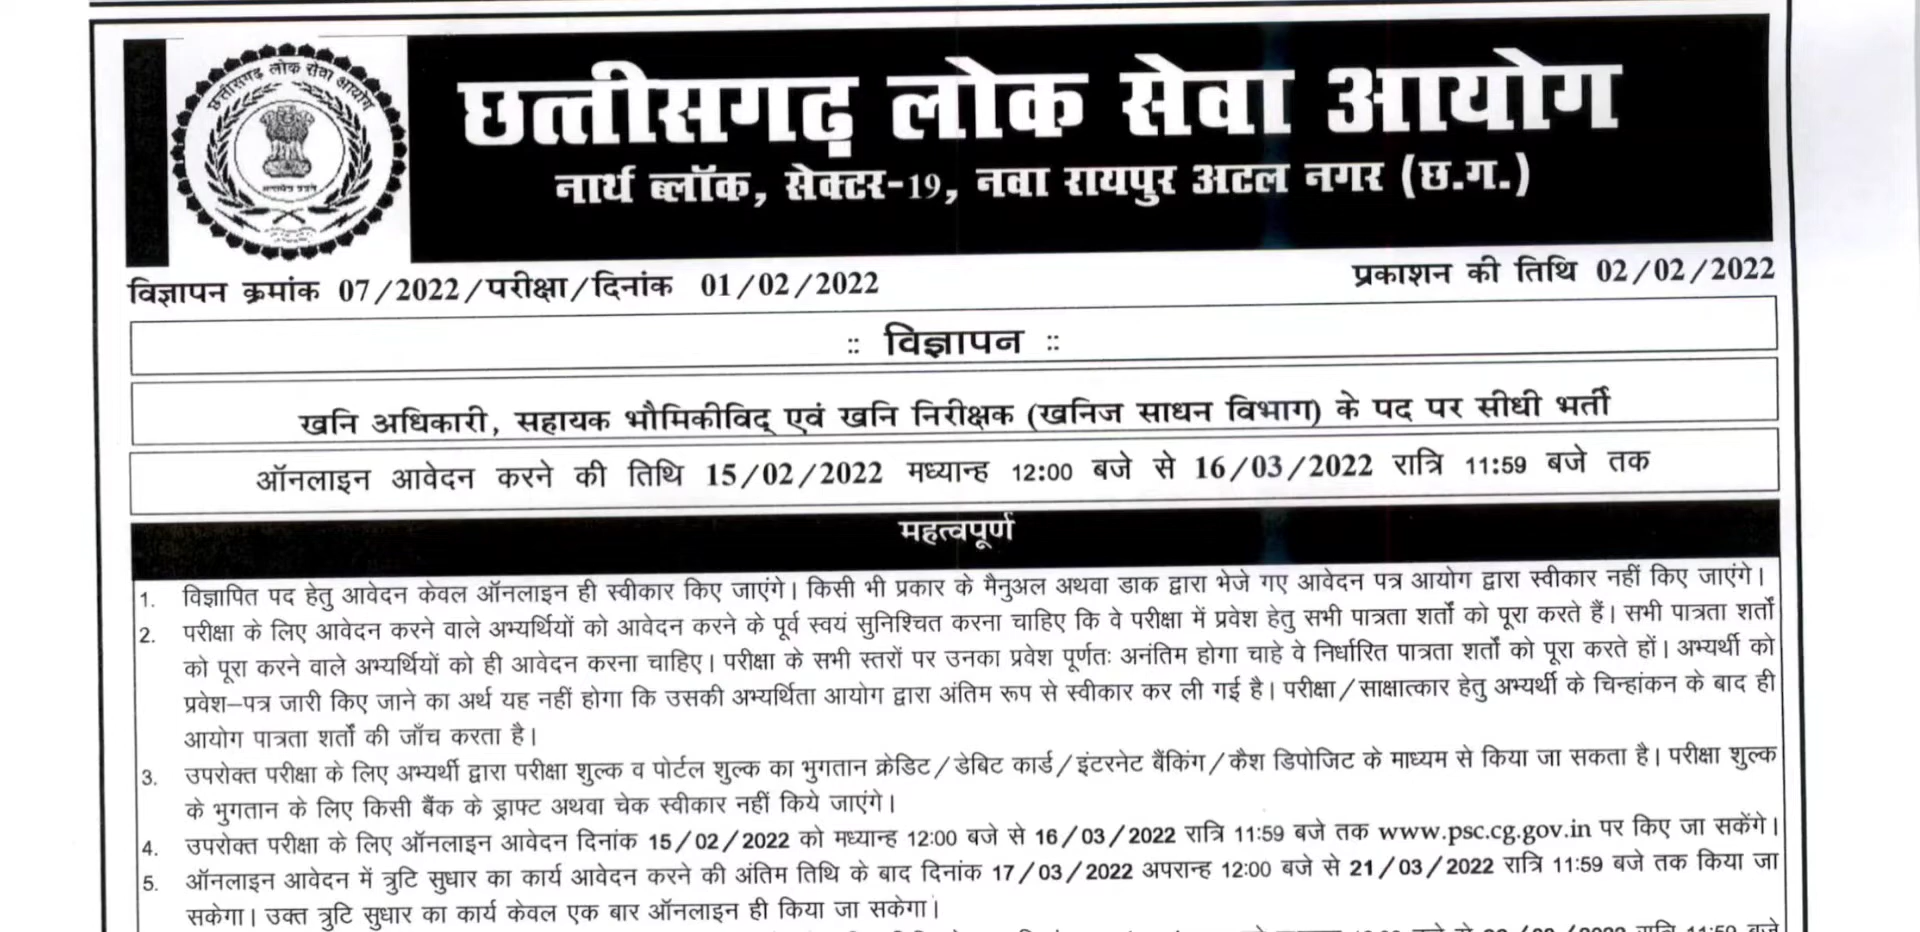 छत्तीसगढ़ लोक सेवा आयोग
छत्तीसगढ़ लोक सेवा आयोग
नार्थ ब्लॉक, सेक्टर-19, नवा रायपुर अटल नगर (छ.ग.)
विज्ञापन क्रमांक 07/2022/परीक्षा/दिनांक 01/02/2022 प्रकाशन की तिथि 02/02/2022
:: विज्ञापन ::
खनि अधिकारी, सहायक भौमिकीविद् एवं खनि निरीक्षक (खनिज साधन विभाग) के पद पर सीधी भर्ती
ऑनलाइन आवेदन करने की तिथि 15/02/2022 मध्यान्ह 12:00 बजे से 16/03/2022 रात्रि 11:59 बजे तक
महत्वपूर्ण
1. विज्ञापित पद हेतु आवेदन केवल ऑनलाइन ही स्वीकार किए जाएंगे। किसी भी प्रकार के मैनुअल अथवा डाक द्वारा भेजे गए आवेदन पत्र आयोग द्वारा स्वीकार नहीं किए जाएंगे।
2. परीक्षा के लिए आवेदन करने वाले अभ्यर्थियों को आवेदन करने के पूर्व स्वयं सुनिश्चित करना चाहिए कि वे परीक्षा में प्रवेश हेतु सभी पात्रता शर्तों को पूरा करते हैं। सभी पात्रता शर्तों
को पूरा करने वाले अभ्यर्थियों को ही आवेदन करना चाहिए। परीक्षा के सभी स्तरों पर उनका प्रवेश पूर्णतः अनंतिम होगा चाहे वे निर्धारित पात्रता शर्तों को पूरा करते हों। अभ्यर्थी को
प्रवेश–पत्र जारी किए जाने का अर्थ यह नहीं होगा कि उसकी अभ्यर्थिता आयोग द्वारा अंतिम रूप से स्वीकार कर ली गई है। परीक्षा/साक्षात्कार हेतु अभ्यर्थी के चिन्हांकन के बाद ही
आयोग पात्रता शर्तों की जाँच करता है।
3. उपरोक्त परीक्षा के लिए अभ्यर्थी द्वारा परीक्षा शुल्क व पोर्टल शुल्क का भुगतान क्रेडिट/डेबिट कार्ड/इंटरनेट बैंकिंग/कैश डिपोजिट के माध्यम से किया जा सकता है। परीक्षा शुल्क
के भुगतान के लिए किसी बैंक के ड्राफ्ट अथवा चेक स्वीकार नहीं किये जाएंगे।
4. उपरोक्त परीक्षा के लिए ऑनलाइन आवेदन दिनांक 15/02/2022 को मध्यान्ह 12:00 बजे से 16/03/2022 रात्रि 11:59 बजे तक www.psc.cg.gov.in पर किए जा सकेंगे।
5. ऑनलाइन आवेदन में त्रुटि सुधार का कार्य आवेदन करने की अंतिम तिथि के बाद दिनांक 17/03/2022 अपरान्ह 12:00 बजे से 21/03/2022 रात्रि 11:59 बजे तक किया जा
सकेगा। उक्त त्रुटि सुधार का कार्य केवल एक बार ऑनलाइन ही किया जा सकेगा।